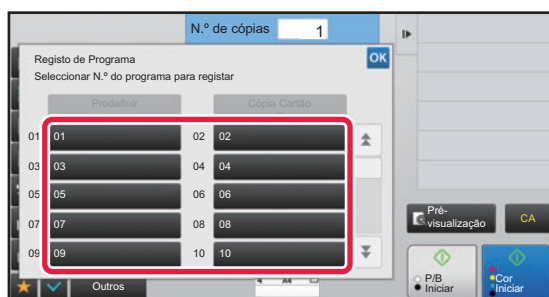 N.º de cópias 1
Registo de Programa
OK
Seleccionar N.º do programa para registar
Predefinir
Cópia Cartão
01 01 02 02
03 03 04 04
05 05 06 06
07 07 08 08
09 09 10 10
Pré-
visualização
CA
Outros
A4
P/B
Iniciar
Cor
Iniciar